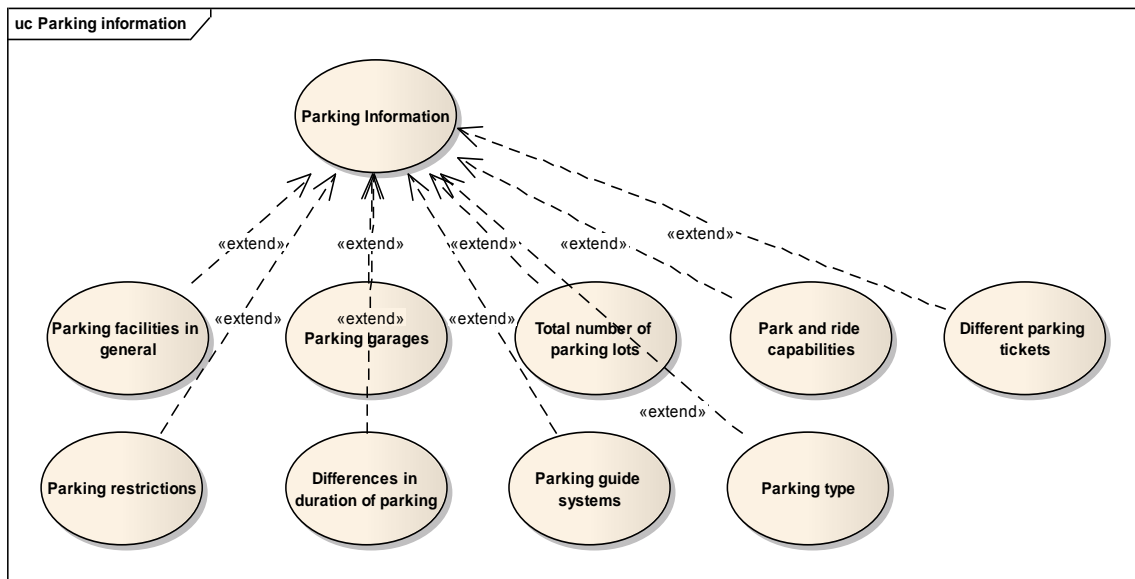 uc Parking information
Parking Information
«extend»
«extend»
«extend»
«extend»
«extend»
Parking facilities in
general
«extend»
«extend»
Parking garages
«extend»
Total number of
parking lots
Park and ride
capabilities
Different parking
tickets
«extend»
Parking restrictions
Differences in
duration of parking
Parking guide
systems
Parking type